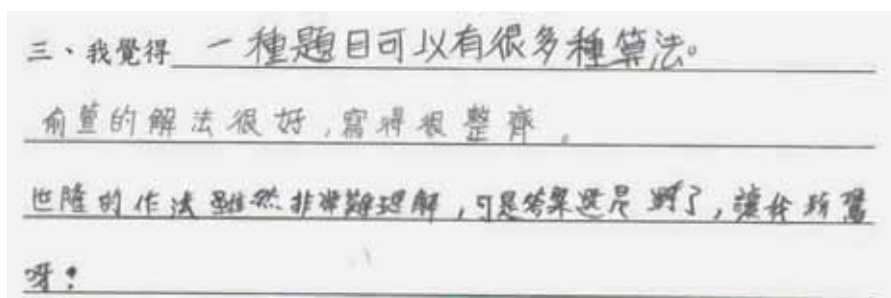 三、我覺得 一種題目可以有很多種算法。
俞萱的解法很好,寫得很整齊。
世隆的作法雖然非常難理解,可是答案還是對了,讓我好驚
呀!